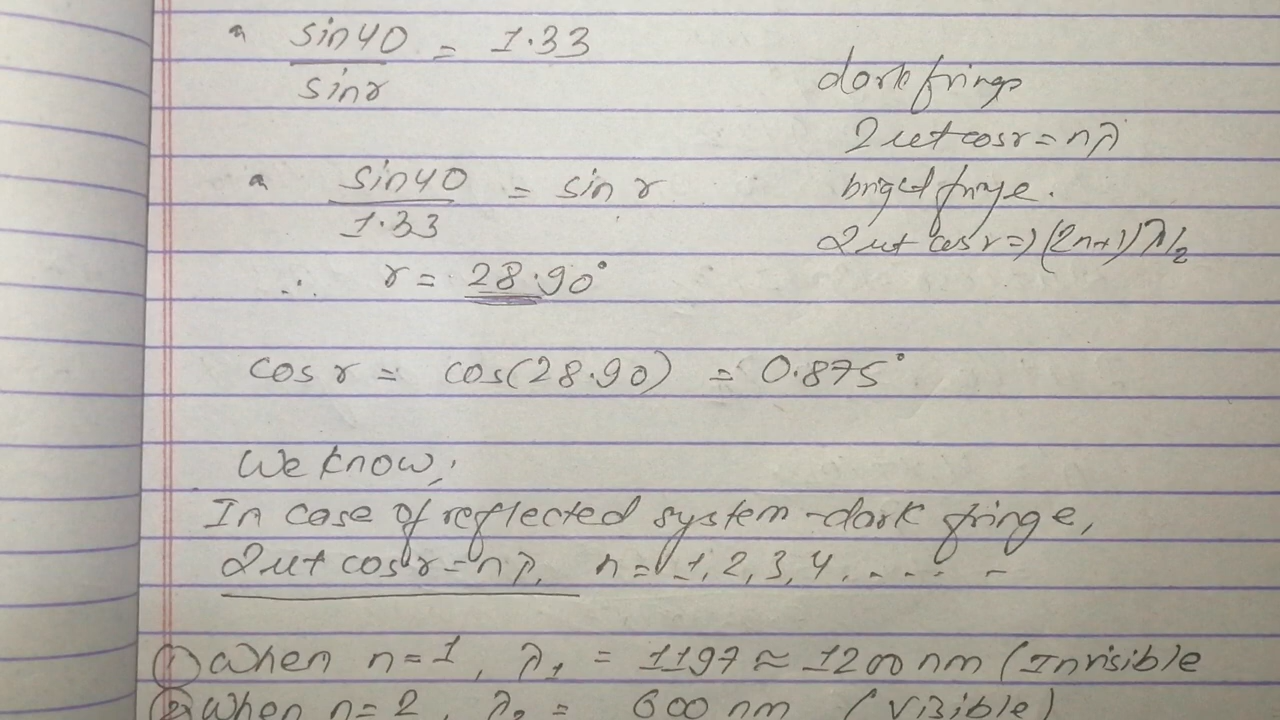 " sin40 / sinr = 1.33
dark frings
2μt cosr = nλ
" sin40 / 1.33 = sin r
bright fringe.
2μt cosr => (2n+1) λ/2
∴ r = 28.90°
cos r = cos(28.90) = 0.875°
We know,
In case of reflected system dark fringe,
2μt cosr = nλ, n = 1, 2, 3, 4, - - - - -
① When n=1, λ₁ = 1197 ≈ 1200 nm (Invisible
② When n=2, λ₂ = 600 nm (Visible)